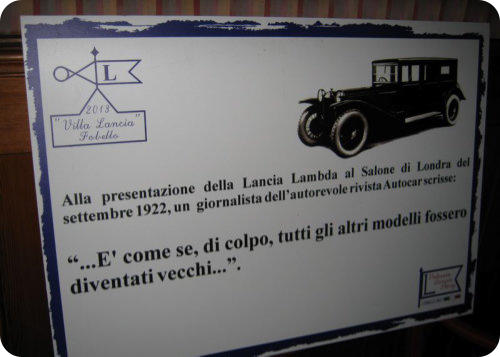 L
2013
"Villa Lancia"
Fobello
Alla presentazione della Lancia Lambda al Salone di Londra del
settembre 1922, un giornalista dell'autorevole rivista Autocar scrisse:
“...E' come se, di colpo, tutti gli altri modelli fossero
diventati vecchi...”.